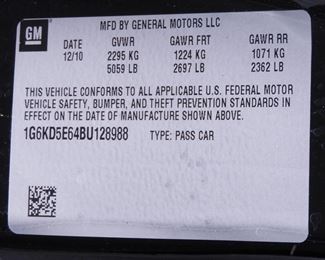 GM
MFD BY GENERAL MOTORS LLC
DATE GVWR GAWR FRT GAWR RR
12/10 2295 KG 1224 KG 1071 KG
5059 LB 2697 LB 2362 LB
THIS VEHICLE CONFORMS TO ALL APPLICABLE U.S. FEDERAL MOTOR
VEHICLE SAFETY, BUMPER, AND THEFT PREVENTION STANDARDS IN
EFFECT ON THE DATE OF MANUFACTURE SHOWN ABOVE.
1G6KD5E64BU128988 TYPE: PASS CAR